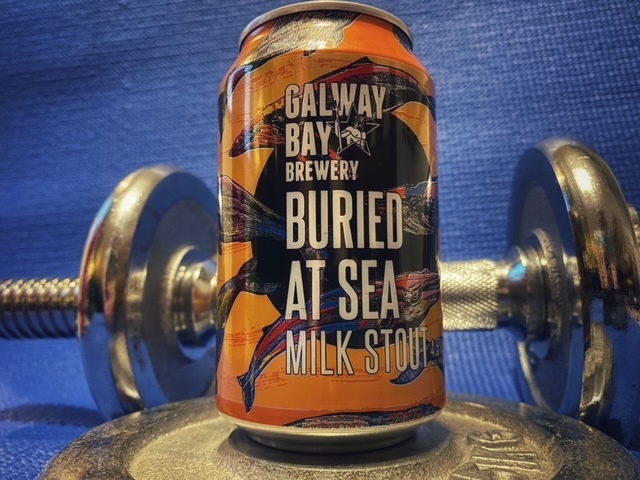 GALWAY
BAY
BREWERY
BURIED
AT SEA
MILK STOUT